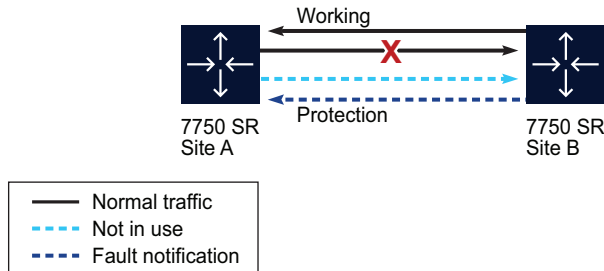 Working
X
Protection
7750 SR
Site A
7750 SR
Site B
Normal traffic
Not in use
Fault notification